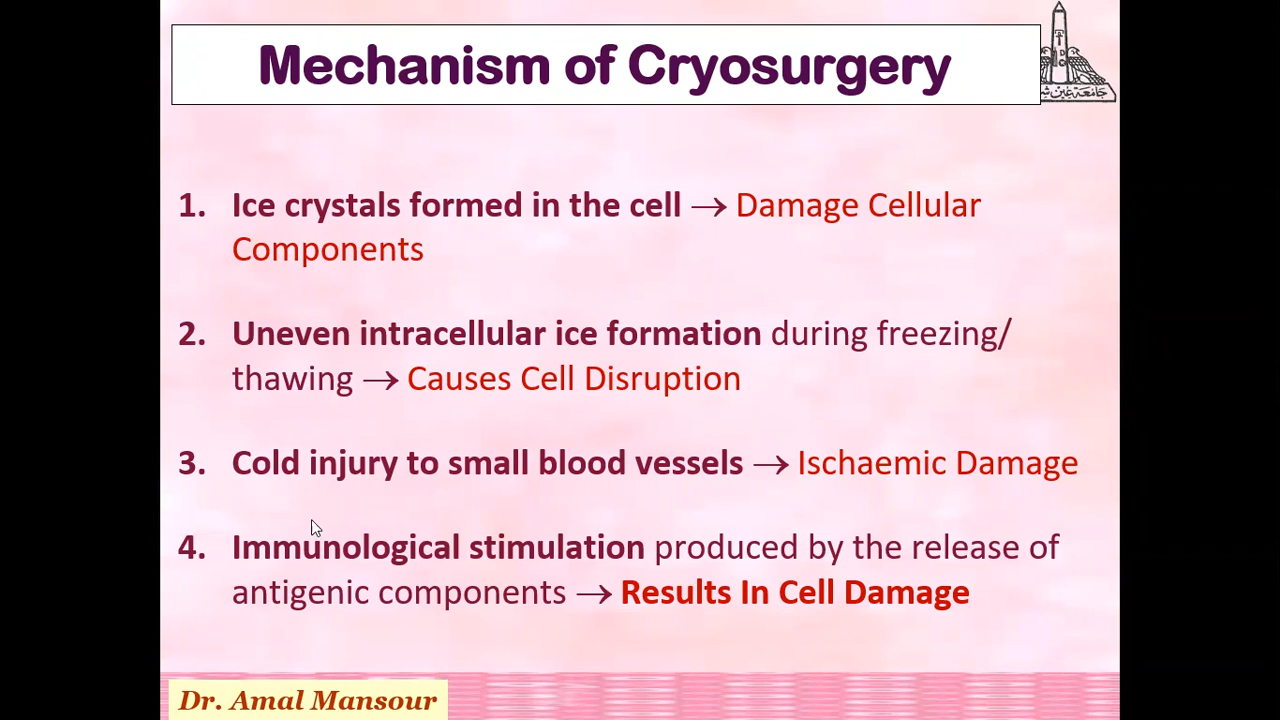 Mechanism of Cryosurgery
1. Ice crystals formed in the cell → Damage Cellular
Components
2. Uneven intracellular ice formation during freezing/
thawing → Causes Cell Disruption
3. Cold injury to small blood vessels → Ischaemic Damage
4. Immunological stimulation produced by the release of
antigenic components → Results In Cell Damage
Dr. Amal Mansour